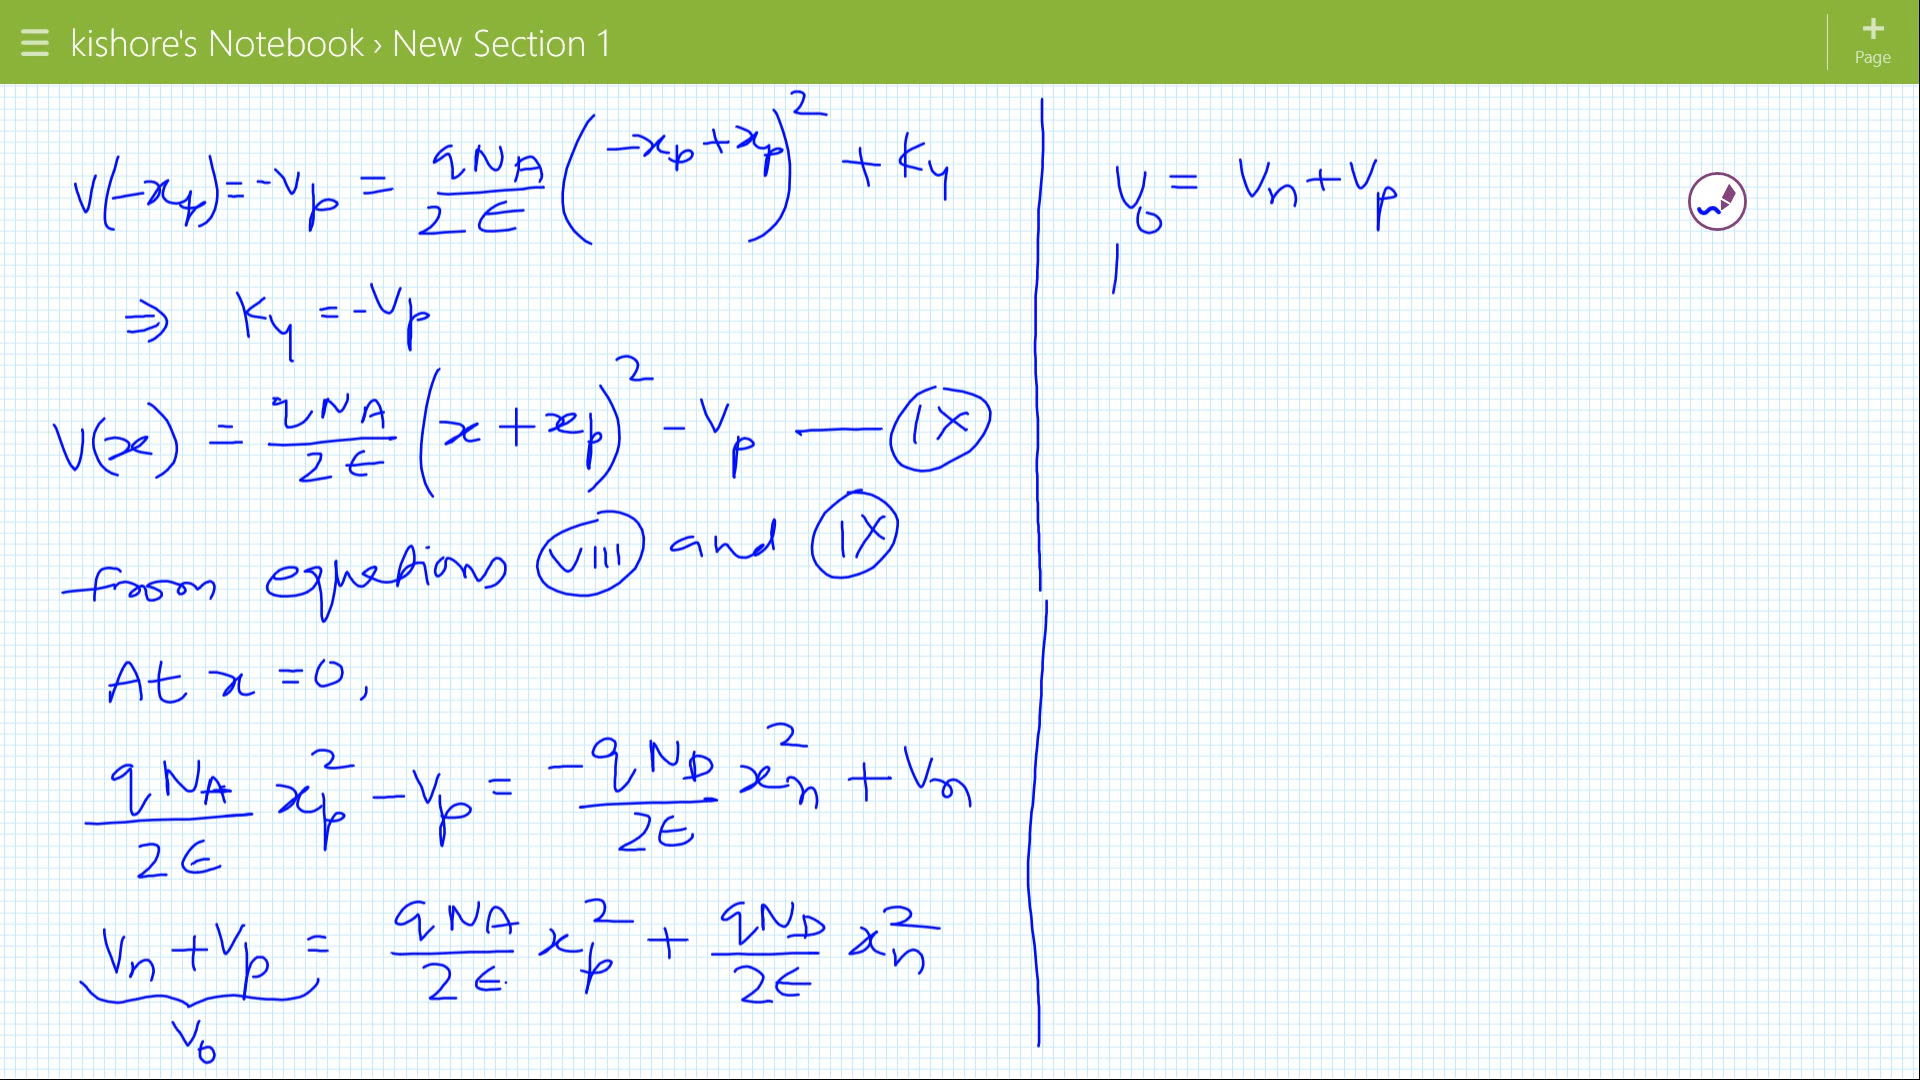 kishore's Notebook › New Section 1
+ Page
V(-xp) = -Vp = qNA/2ϵ (-xp+xp)² + K4
⇒ K4 = -Vp
V(x) = qNA/2ϵ (x+xp)² - Vp — IX
from equations VIII and IX
At x = 0,
qNA/2ϵ xp² - Vp = -qND/2ϵ xn² + Vn
Vn + Vp = qNA/2ϵ xp² + qND/2ϵ xn²
V0
V0 = Vn + Vp